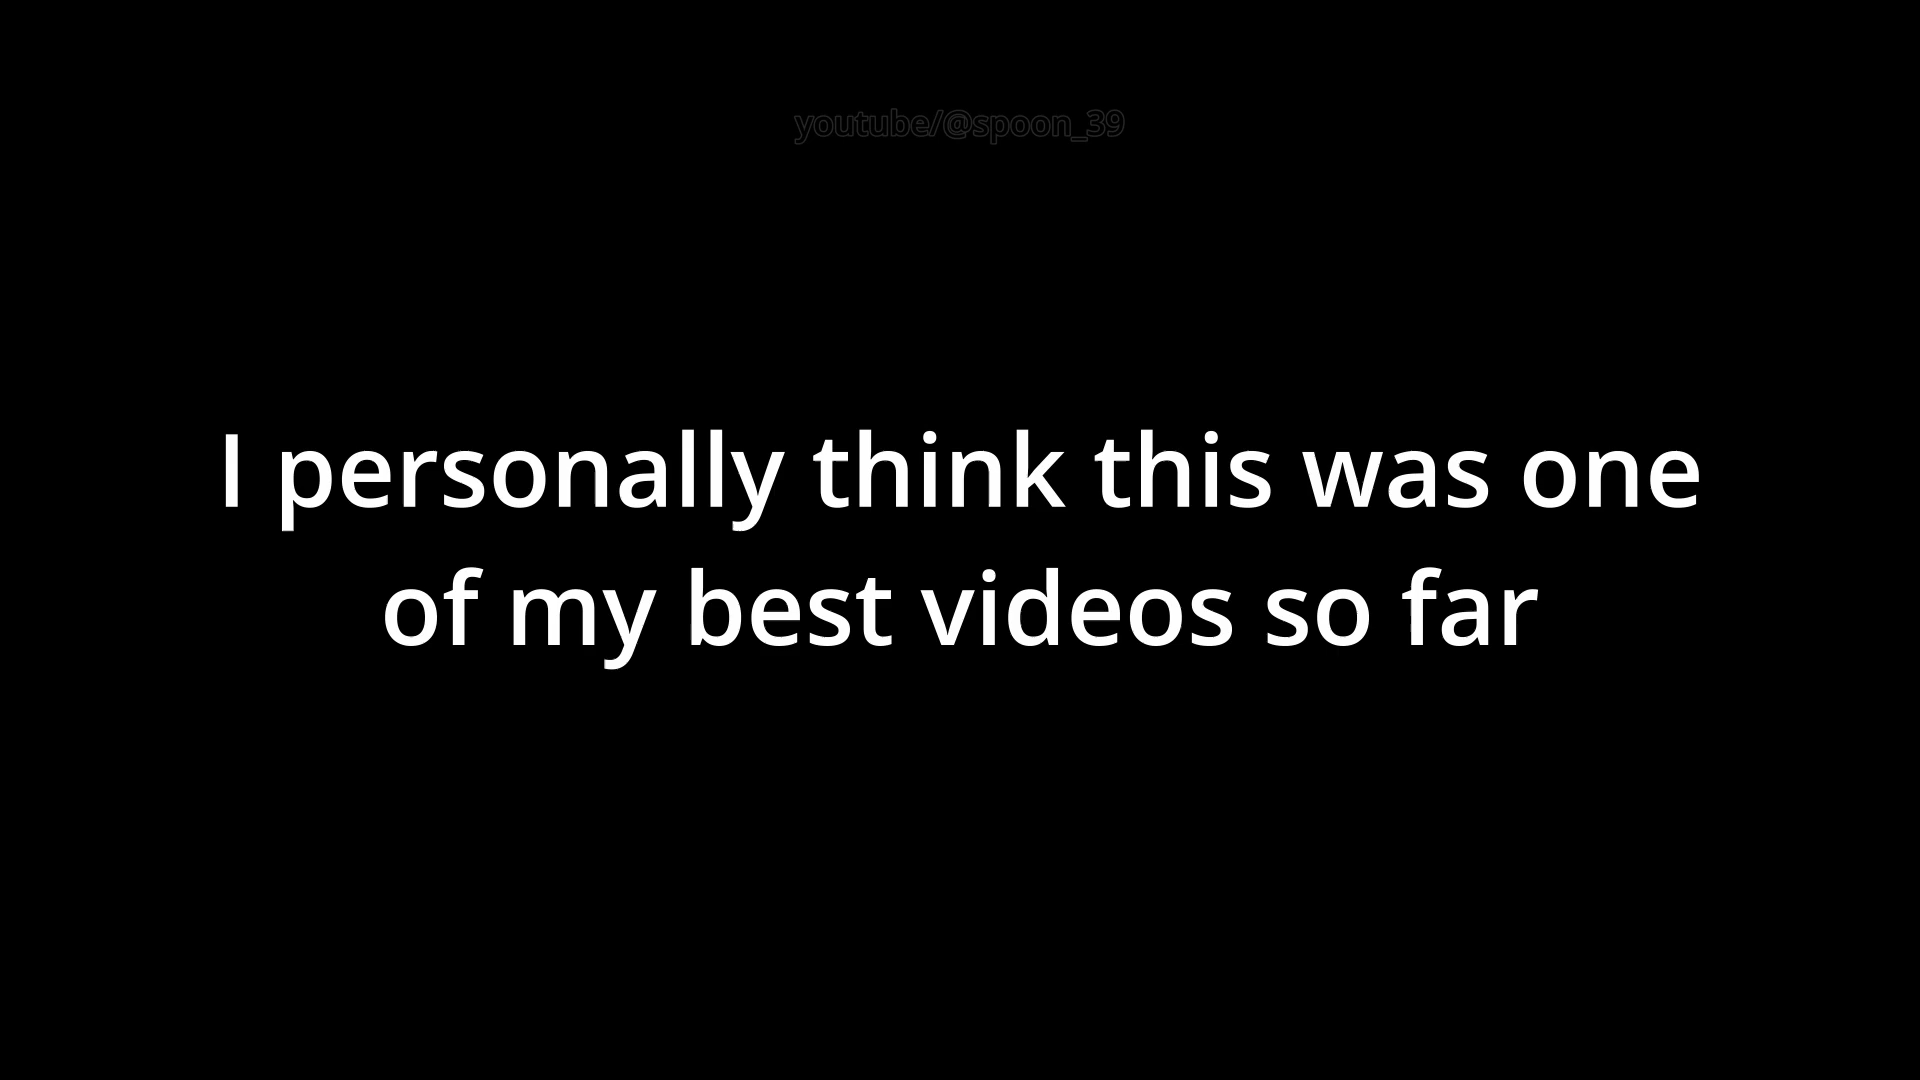 youtube/@spoon_39
I personally think this was one
of my best videos so far